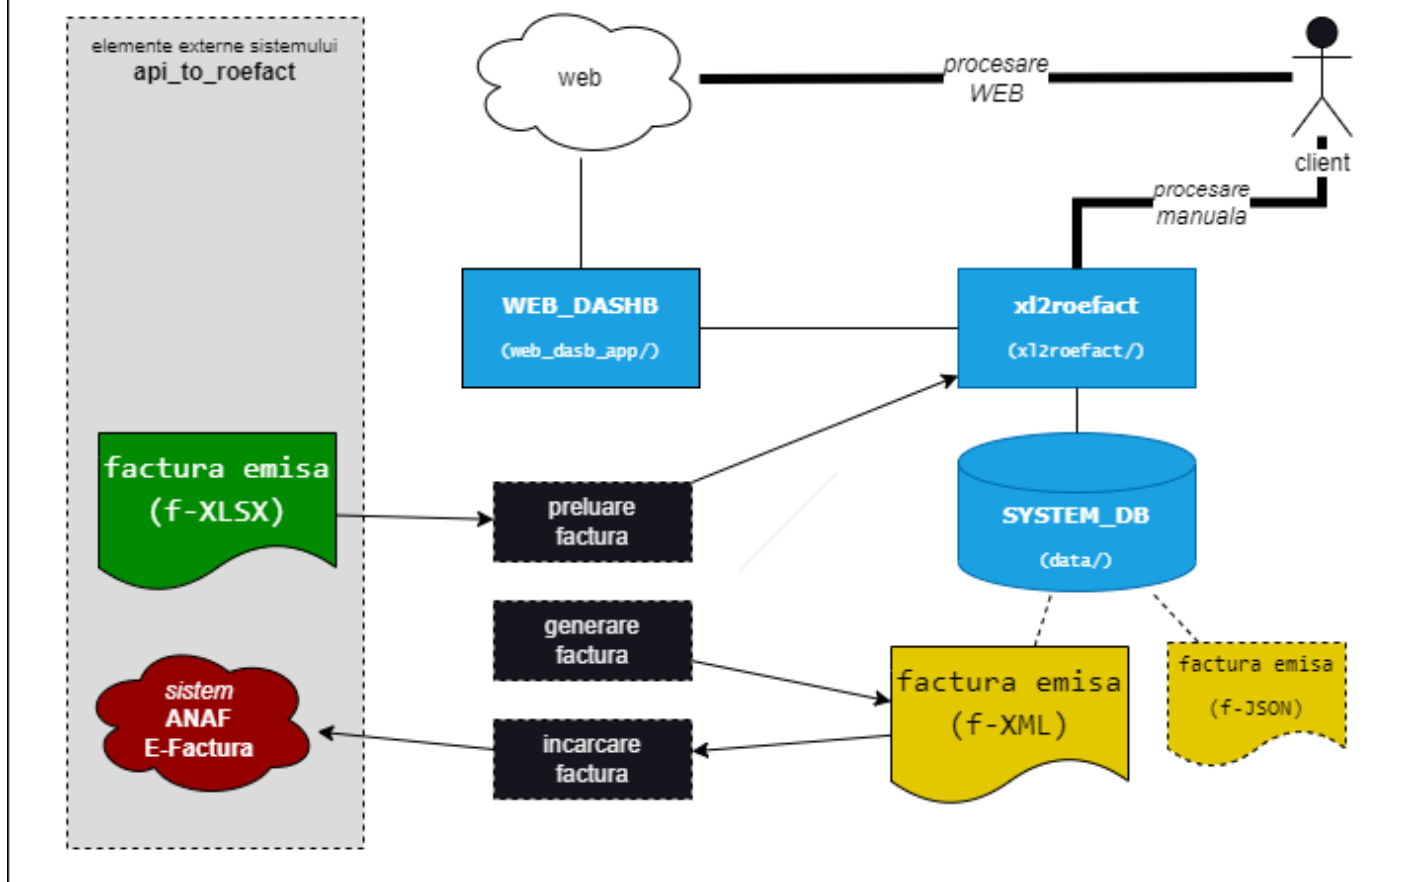 elemente externe sistemului
api_to_roefact
web
procesare
WEB
client
procesare
manuala
WEB_DASHB
(web_dasb_app/)
xl2roefact
(xl2roefact/)
factura emisa
(f-XLSX)
preluare
factura
SYSTEM_DB
(data/)
generare
factura
factura emisa
(f-XML)
factura emisa
(f-JSON)
sistem
ANAF
E-Factura
incarcare
factura